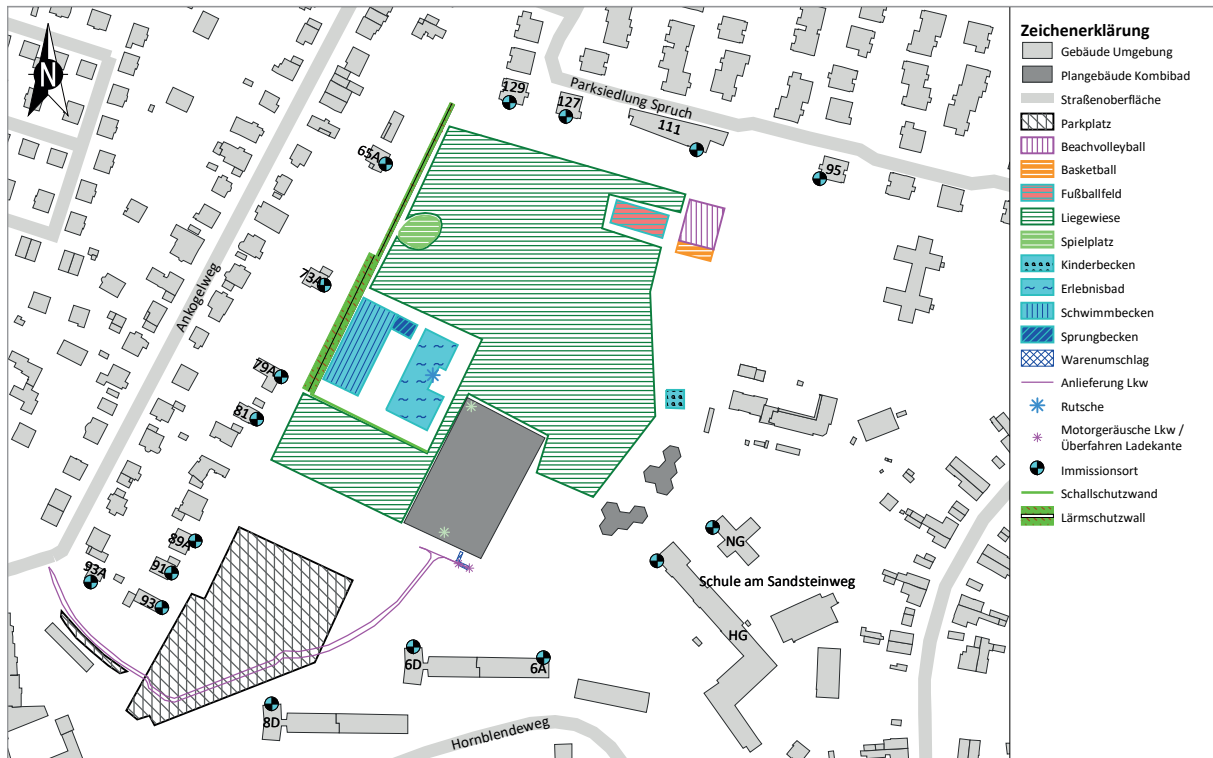 N
129
127
Parksiedlung Spruch
111
65A
95
73A
Ankogelweg
79A
81
89A
91
93A
93
NG
Schule am Sandsteinweg
HG
6D
6A
8D
Hornblendeweg
Zeichenerklärung
Gebäude Umgebung
Plangebäude Kombibad
Straßenoberfläche
Parkplatz
Beachvolleyball
Basketball
Fußballfeld
Liegewiese
Spielplatz
Kinderbecken
Erlebnisbad
Schwimmbecken
Sprungbecken
Warenumschlag
Anlieferung Lkw
Rutsche
Motorgeräusche Lkw /
Überfahren Ladekante
Immissionsort
Schallschutzwand
Lärmschutzwall